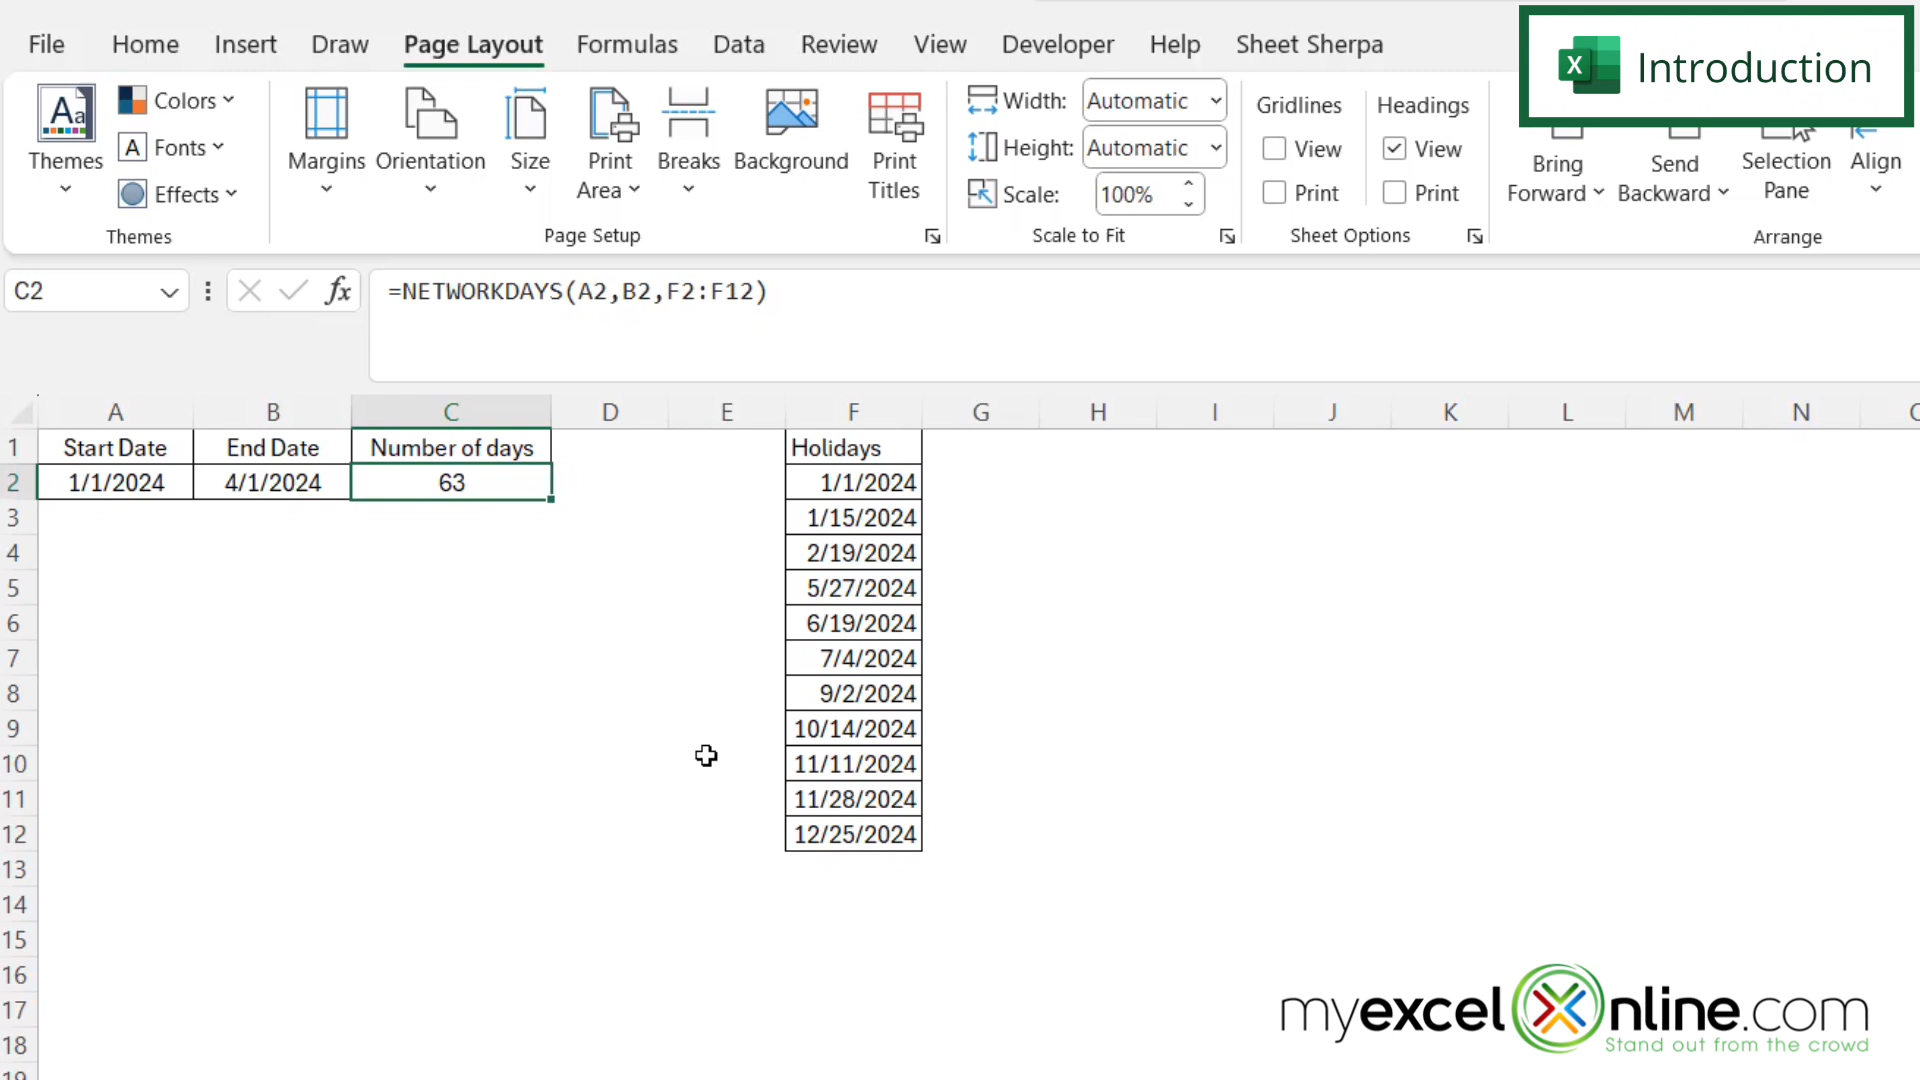 File Home Insert Draw Page Layout Formulas Data Review View Developer Help Sheet Sherpa
X Introduction
Aa Themes
Colors
A Fonts
Effects
Themes
Margins Orientation Size Print Area Breaks Background Print Titles
Page Setup
Width: Automatic
Height: Automatic
Scale: 100%
Scale to Fit
Gridlines Headings
View View
Print Print
Sheet Options
Bring Forward Send Backward Selection Pane Align
Arrange
C2 fx =NETWORKDAYS(A2,B2,F2:F12)
A B C D E F G H I J K L M N
1 Start Date End Date Number of days Holidays
2 1/1/2024 4/1/2024 63 1/1/2024
3 1/15/2024
4 2/19/2024
5 5/27/2024
6 6/19/2024
7 7/4/2024
8 9/2/2024
9 10/14/2024
10 11/11/2024
11 11/28/2024
12 12/25/2024
13
14
15
16
17
18
myexcelOnline.com
Stand out from the crowd